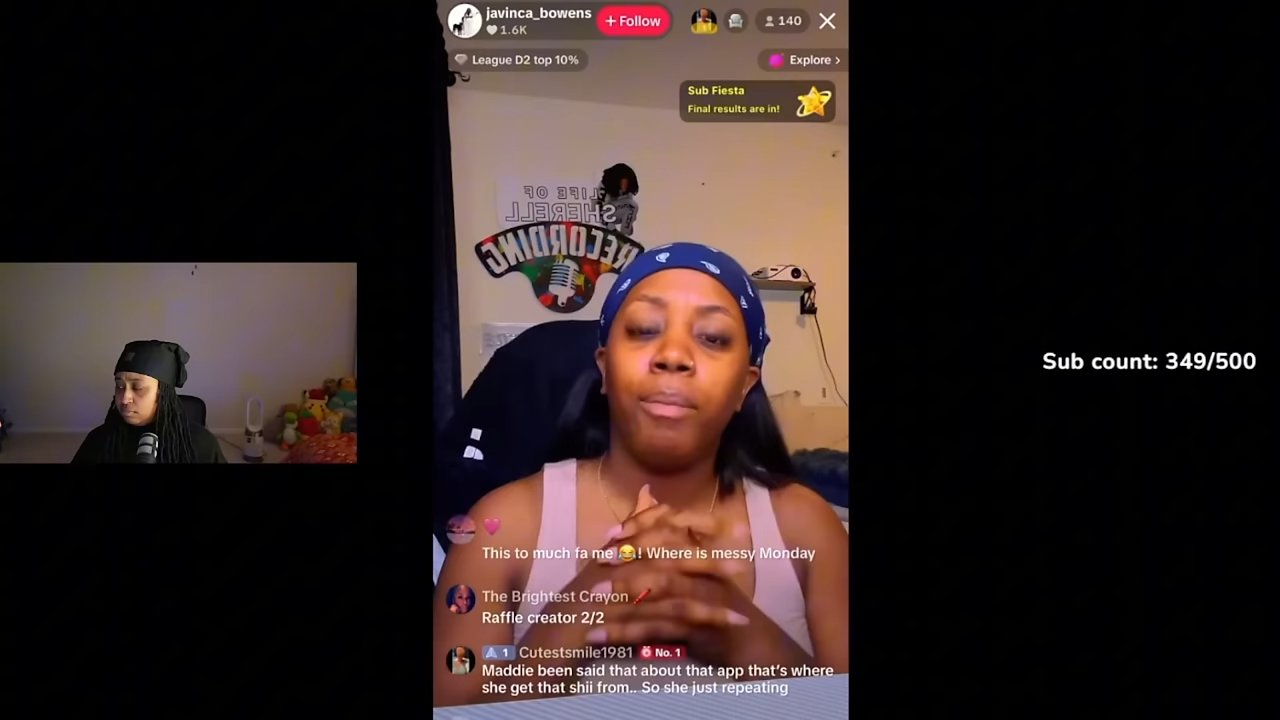 javinca_bowens
1.6K
+ Follow
140
League D2 top 10%
Explore >
Sub Fiesta
Final results are in!
LIFE OF
SHERELL
RECORDING
Sub count: 349/500
This to much fa me 😂! Where is messy Monday
The Brightest Crayon 🖍️
Raffle creator 2/2
1 Cutestsmile1981 No. 1
Maddie been said that about that app that's where
she get that shii from.. So she just repeating